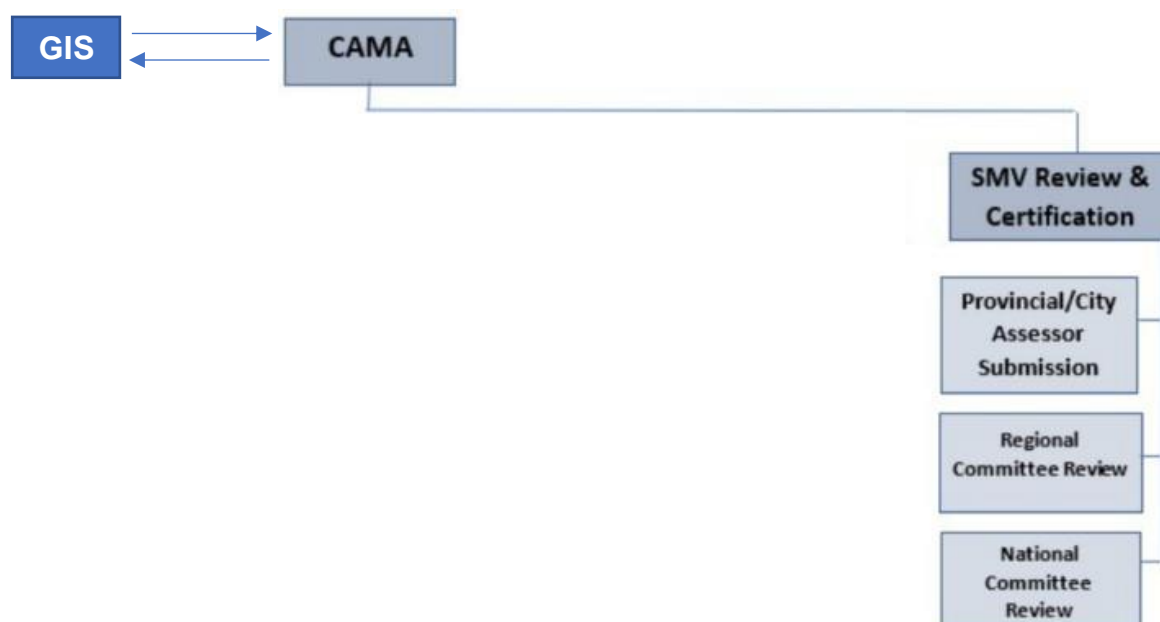 GIS
CAMA
SMV Review &
Certification
Provincial/City
Assessor
Submission
Regional
Committee Review
National
Committee
Review